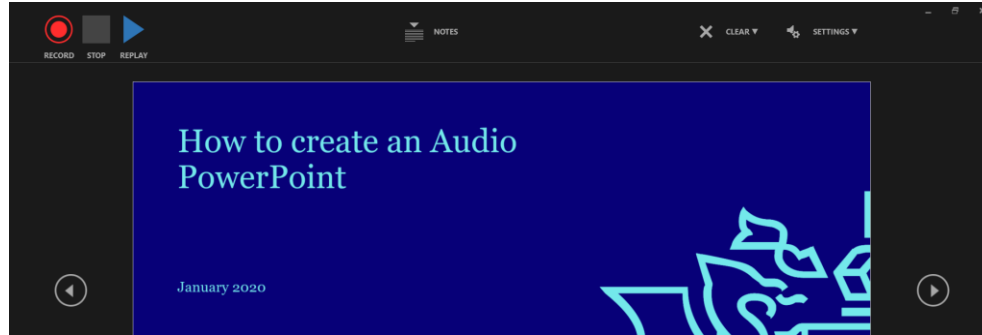 RECORD STOP REPLAY
NOTES
CLEAR
SETTINGS
How to create an Audio
PowerPoint
January 2020